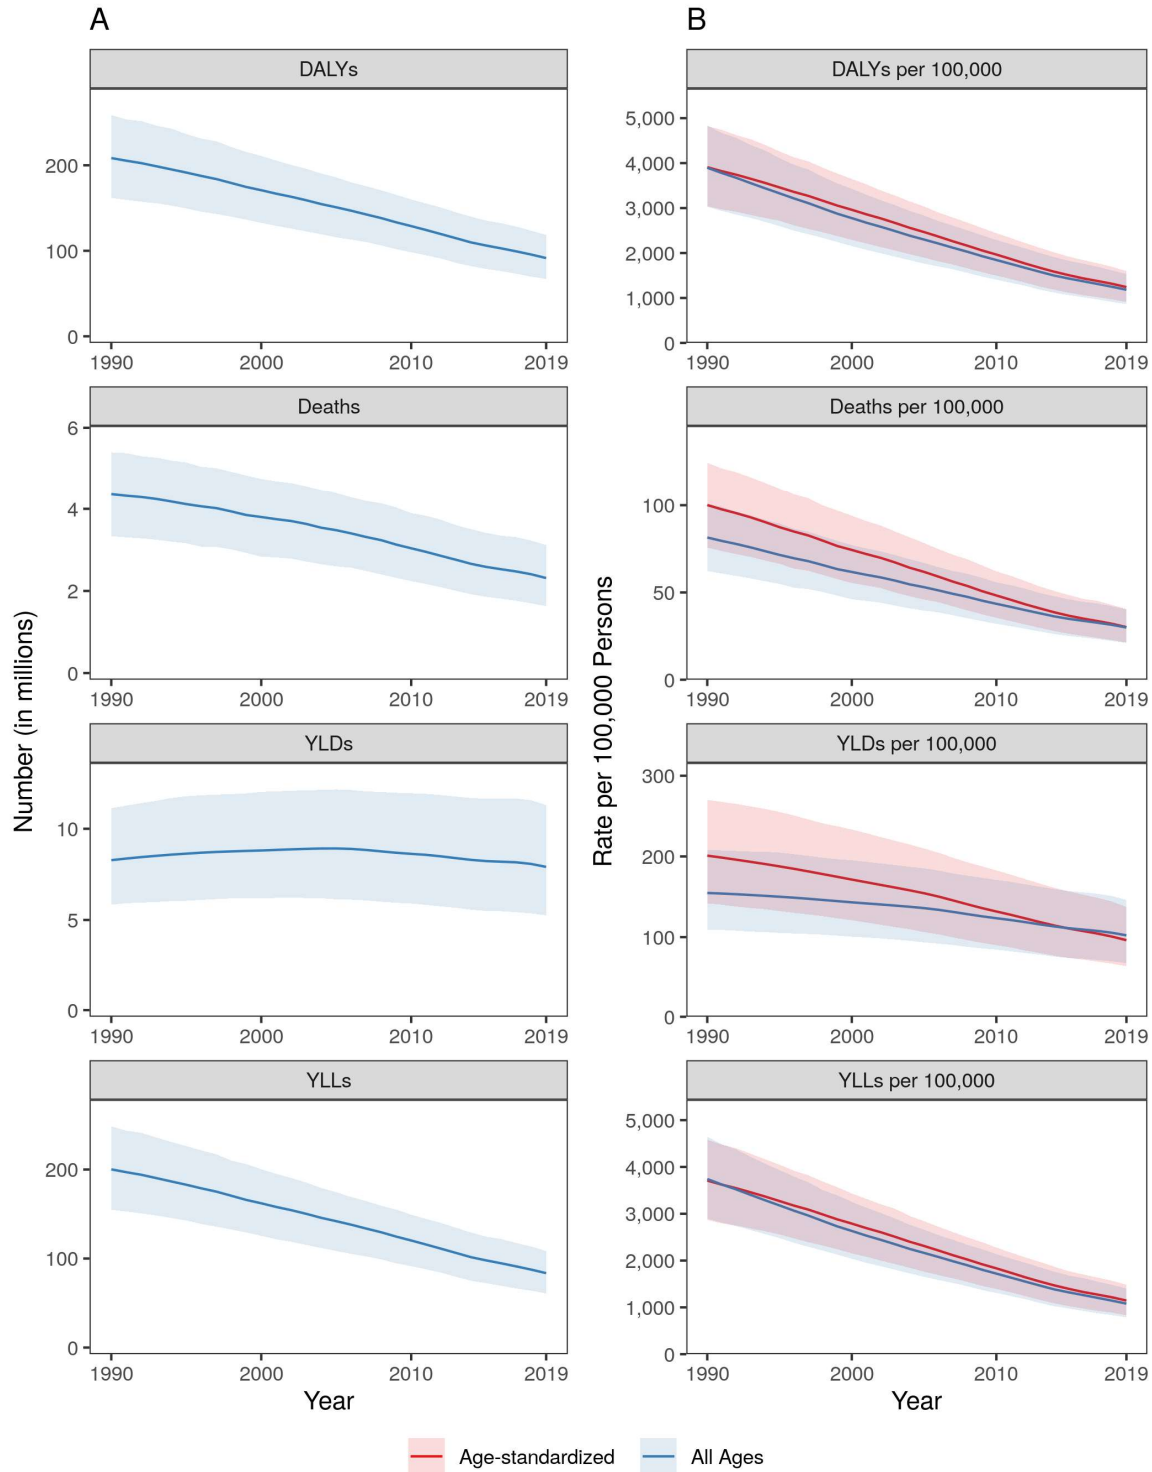 A
B
DALYs
200
100
0
1990 2000 2010 2019
DALYs per 100,000
5,000
4,000
3,000
2,000
1,000
0
1990 2000 2010 2019
Deaths
6
4
2
0
1990 2000 2010 2019
Deaths per 100,000
100
50
0
1990 2000 2010 2019
Number (in millions)
Rate per 100,000 Persons
YLDs
10
5
0
1990 2000 2010 2019
YLDs per 100,000
300
200
100
0
1990 2000 2010 2019
YLLs
200
100
0
1990 2000 2010 2019
Year
YLLs per 100,000
5,000
4,000
3,000
2,000
1,000
0
1990 2000 2010 2019
Year
Age-standardized All Ages